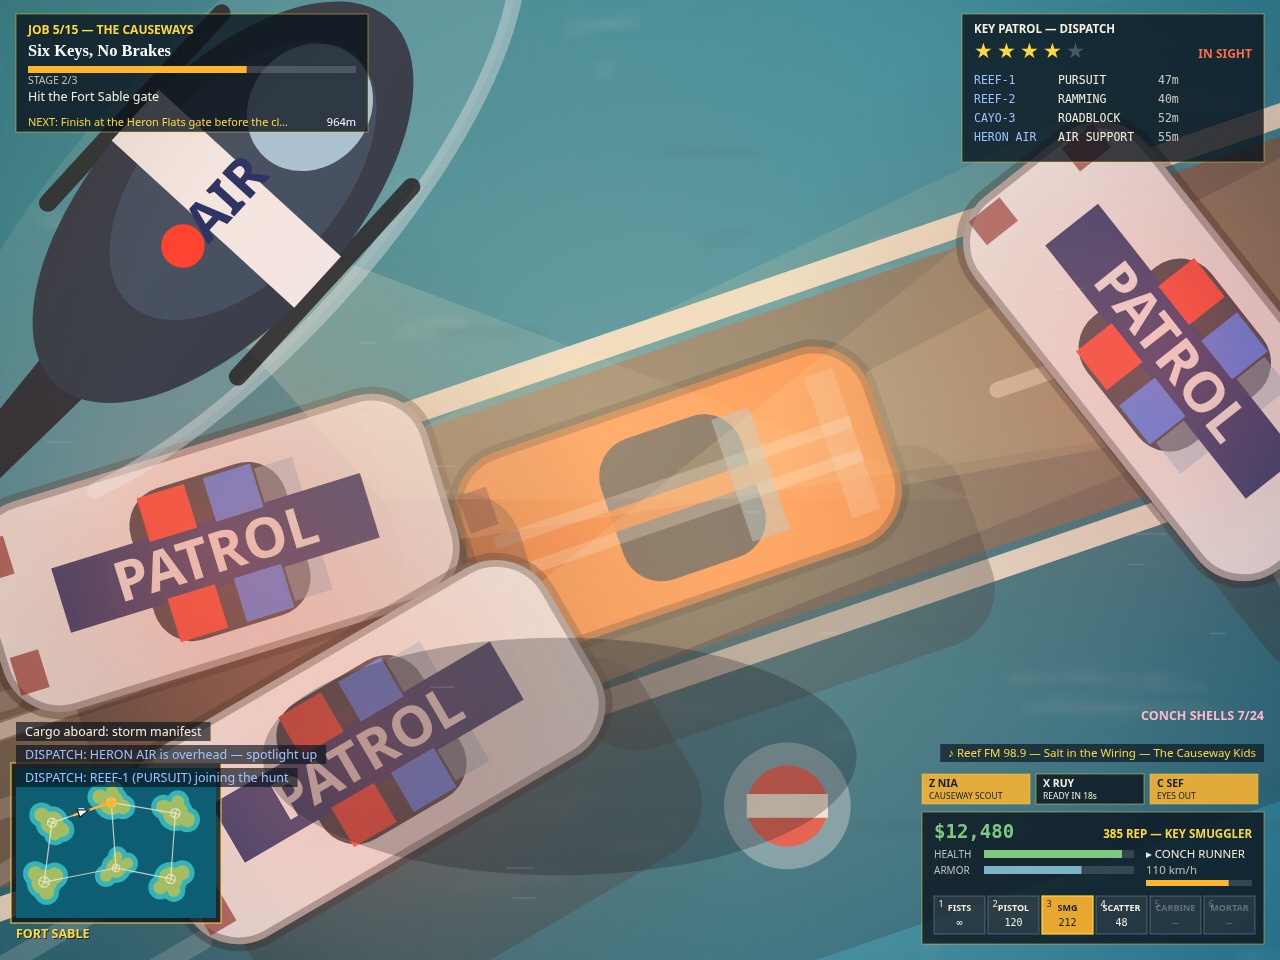 JOB 5/15 — THE CAUSEWAYS
Six Keys, No Brakes
STAGE 2/3
Hit the Fort Sable gate
NEXT: Finish at the Heron Flats gate before the cl... 964m
KEY PATROL — DISPATCH
★★★★★ IN SIGHT
REEF-1 PURSUIT 47m
REEF-2 RAMMING 40m
CAYO-3 ROADBLOCK 52m
HERON AIR AIR SUPPORT 55m
AIR
PATROL
PATROL
PATROL
Cargo aboard: storm manifest
DISPATCH: HERON AIR is overhead — spotlight up
DISPATCH: REEF-1 (PURSUIT) joining the hunt
FORT SABLE
CONCH SHELLS 7/24
♪ Reef FM 98.9 — Salt in the Wiring — The Causeway Kids
Z NIA
CAUSEWAY SCOUT
X RUY
READY IN 18s
C SEF
EYES OUT
$12,480 385 REP — KEY SMUGGLER
HEALTH ▸ CONCH RUNNER
ARMOR 110 km/h
1 FISTS 2 PISTOL 3 SMG 4 SCATTER 5 CARBINE 6 MORTAR
∞ 120 212 48 — —